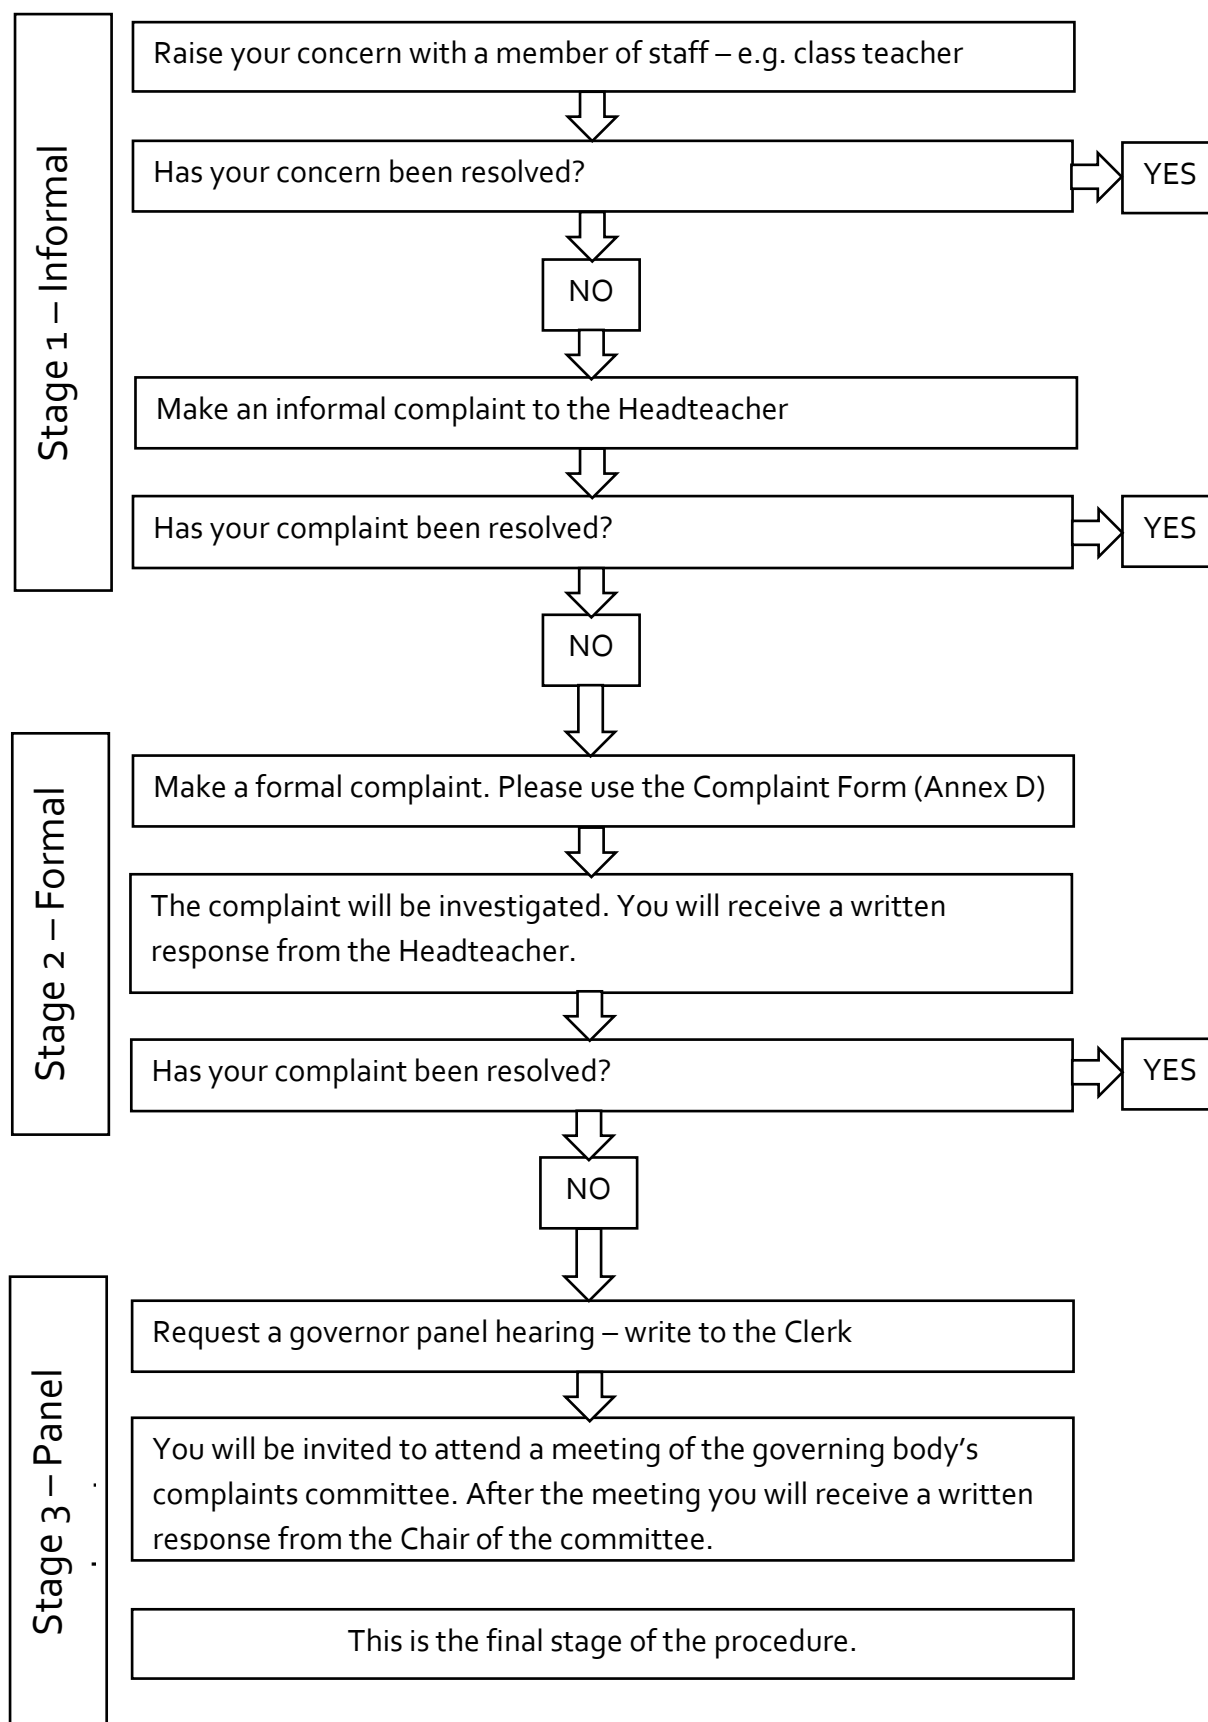 Stage 1 – Informal
Raise your concern with a member of staff – e.g. class teacher
Has your concern been resolved?
YES
NO
Make an informal complaint to the Headteacher
Has your complaint been resolved?
YES
NO
Stage 2 – Formal
Make a formal complaint. Please use the Complaint Form (Annex D)
The complaint will be investigated. You will receive a written
response from the Headteacher.
Has your complaint been resolved?
YES
NO
Stage 3 – Panel
Request a governor panel hearing – write to the Clerk
You will be invited to attend a meeting of the governing body's
complaints committee. After the meeting you will receive a written
response from the Chair of the committee.
This is the final stage of the procedure.